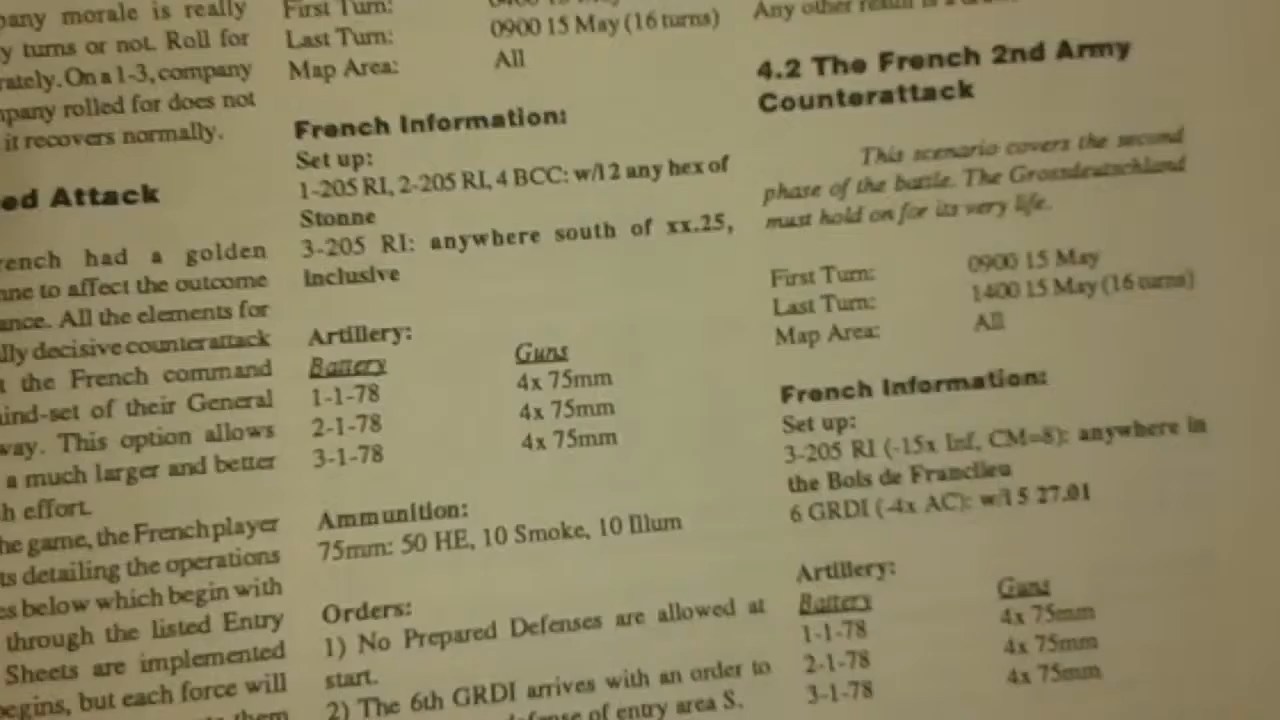 pany morale is really
y turns or not. Roll for
rately. On a 1-3, company
mpany rolled for does not
it recovers normally.
ed Attack
rench had a golden
nne to affect the outcome
ance. All the elements for
lly decisive counterattack
t the French command
ind-set of their General
way. This option allows
a much larger and better
h effort.
he game, the French player
ts detailing the operations
es below which begin with
through the listed Entry
Sheets are implemented
egins, but each force will
them
First Turn:
Last Turn: 0900 15 May (16 turns)
Map Area: All
French Information:
Set up:
1-205 RI, 2-205 RI, 4 BCC: w/i 2 any hex of
Stonne
3-205 RI: anywhere south of xx.25,
inclusive
Artillery:
Battery Guns
1-1-78 4x 75mm
2-1-78 4x 75mm
3-1-78 4x 75mm
Ammunition:
75mm: 50 HE, 10 Smoke, 10 Illum
Orders:
1) No Prepared Defenses are allowed at
start.
2) The 6th GRDI arrives with an order to
defense of entry area S.
Any other result is a
4.2 The French 2nd Army
Counterattack
This scenario covers the second
phase of the battle. The Grossdeutschland
must hold on for its very life.
First Turn: 0900 15 May
Last Turn: 1400 15 May (16 turns)
Map Area: All
French Information:
Set up:
3-205 RI (-15x Inf, CM=8): anywhere in
the Bois de Franclieu
6 GRDI (-4x AC): w/i 5 27.01
Artillery:
Battery Guns
1-1-78 4x 75mm
2-1-78 4x 75mm
3-1-78 4x 75mm